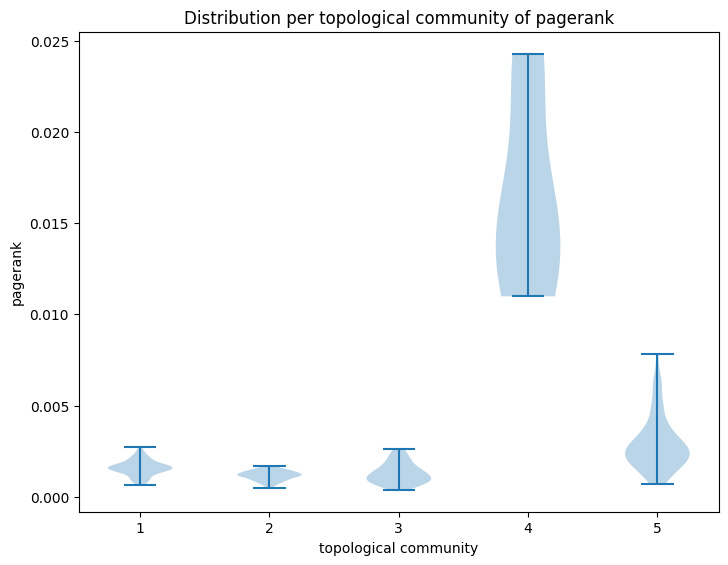 Distribution per topological community of pagerank
0.025
0.020
0.015
0.010
0.005
0.000
pagerank
1 2 3 4 5
topological community